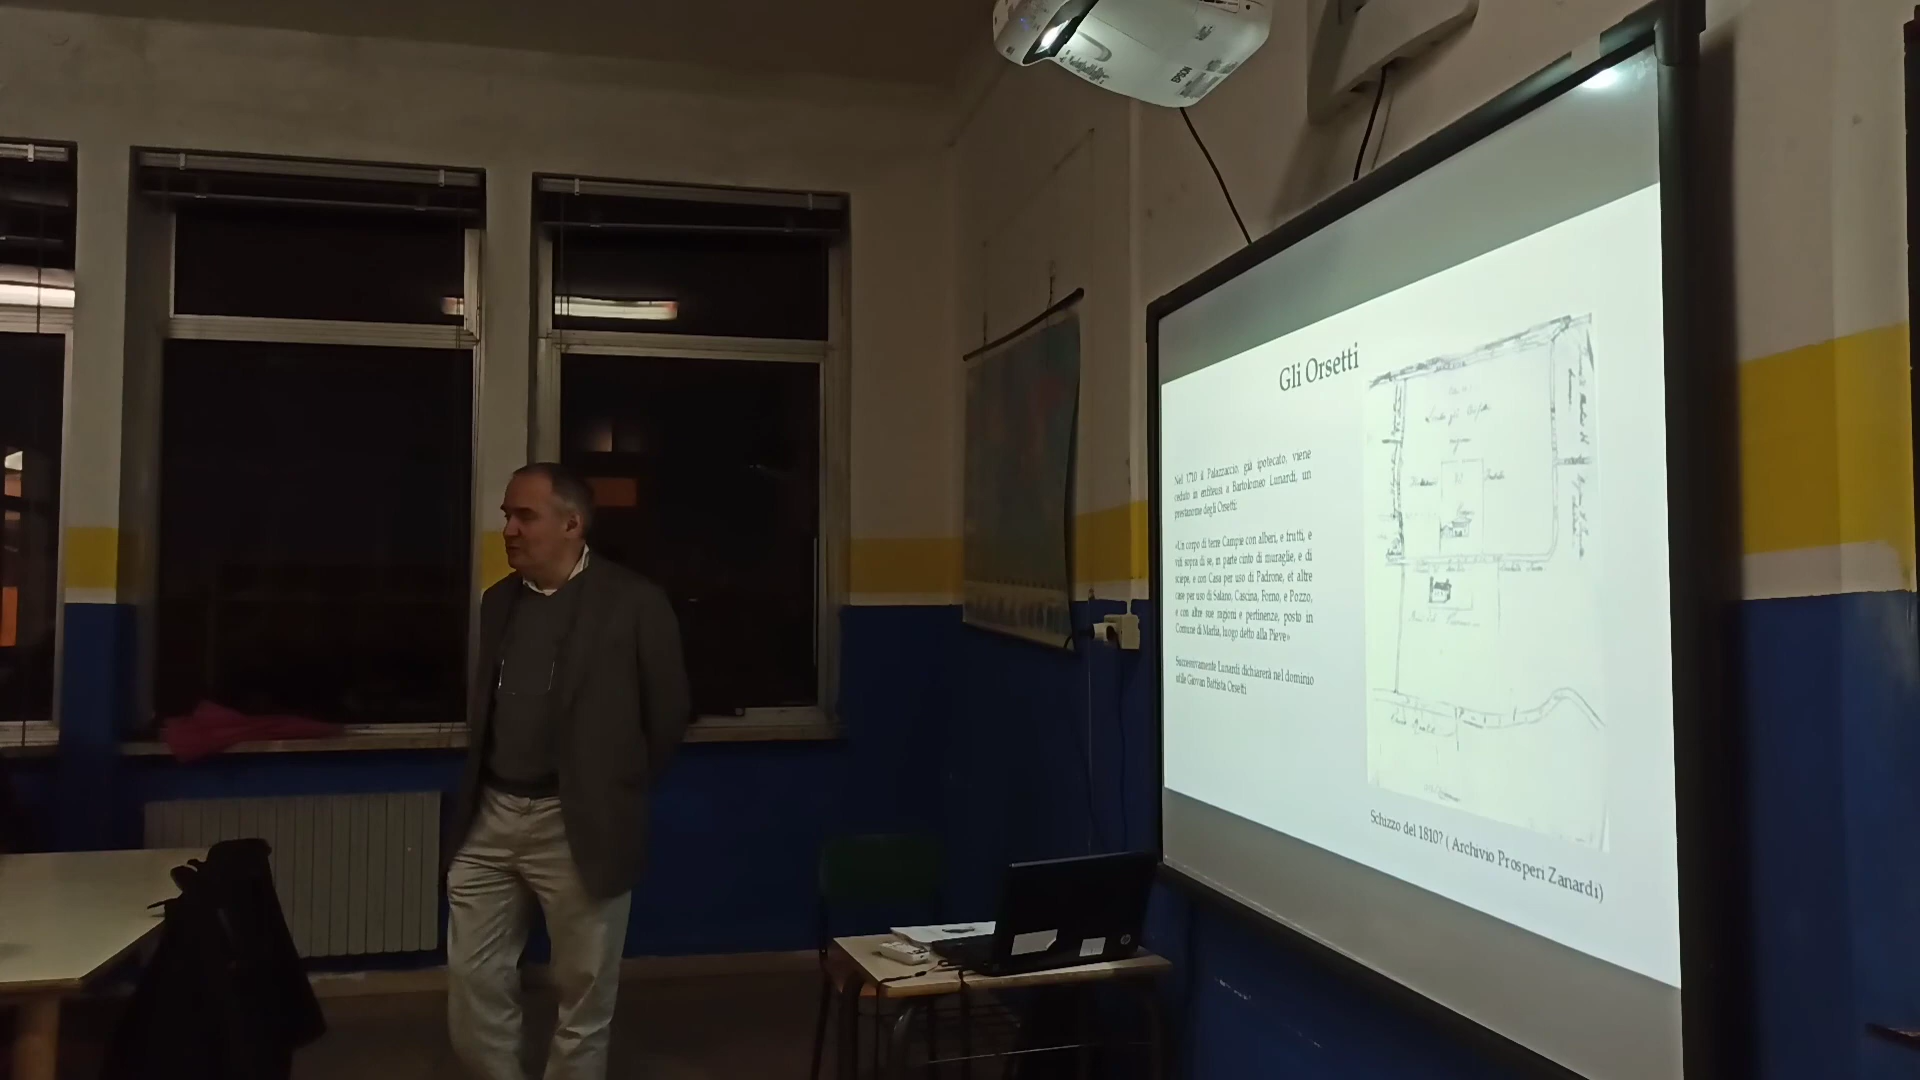 EPSON
Gli Orsetti
Nel 1710 il Palazzaccio, già ipotecato, viene
ceduto in enfiteusi a Bartolomeo Lunardi, un
prestanome degli Orsetti:
«Un corpo di terre Campie con alberi, e frutti, e
viti sopra di se, in parte cinto di muraglie, e di
sciepe, e con Casa per uso di Padrone, et altre
case per uso di Salano, Cascina, Forno, e Pozzo,
e con altre sue ragioni e pertinenze, posto in
Comune di Marlia, luogo detto alla Pieve»
Successivamente Lunardi dichiarerà nel dominio
utile Giovan Battista Orsetti
Schizzo del 1810? ( Archivio Prosperi Zanardi)
hp